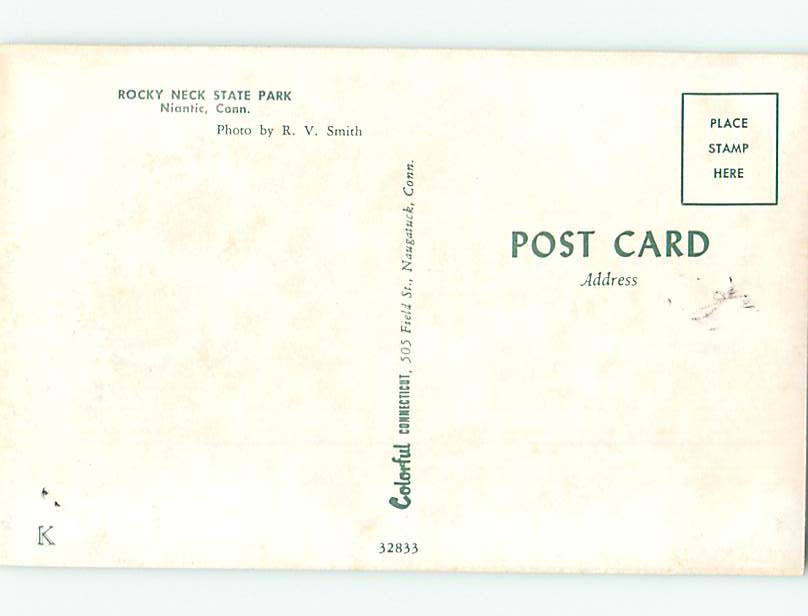 ROCKY NECK STATE PARK
Niantic, Conn.
Photo by R. V. Smith
Colorful CONNECTICUT, 505 Field St., Naugatuck, Conn.
PLACE
STAMP
HERE
POST CARD
Address
K
32833